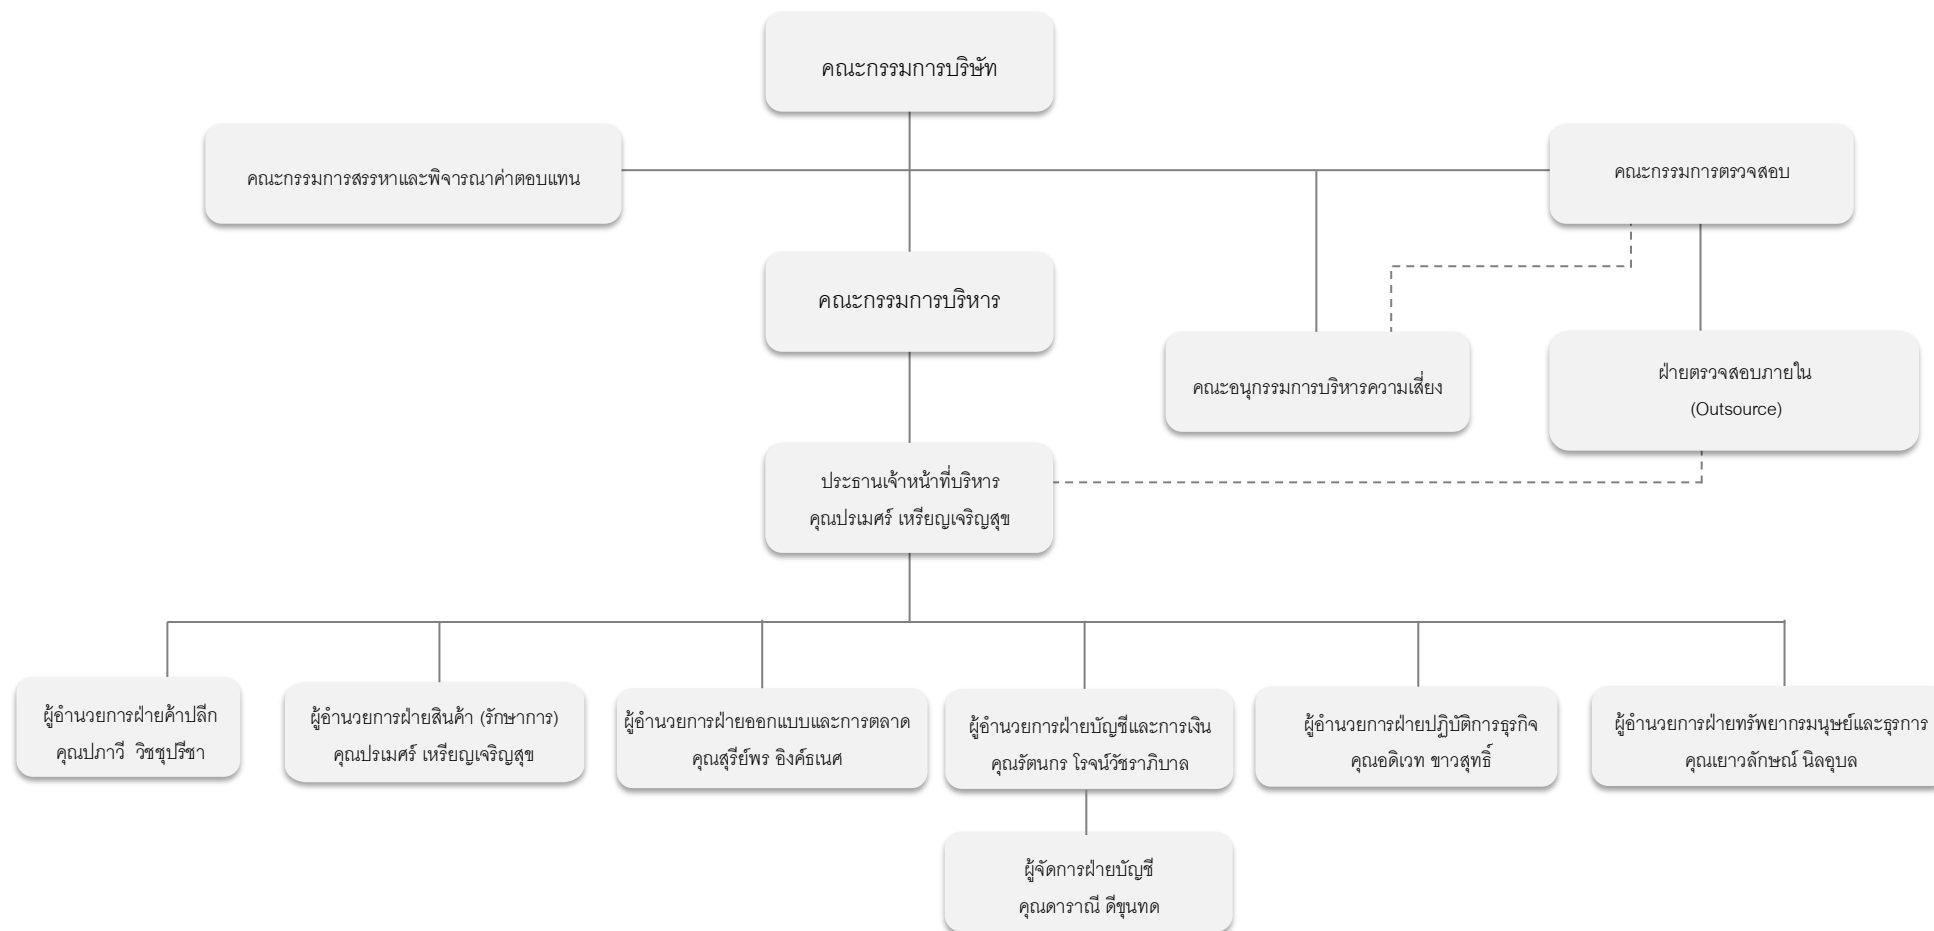 คณะกรรมการบริษัท
คณะกรรมการสรรหาและพิจารณาค่าตอบแทน
คณะกรรมการตรวจสอบ
คณะกรรมการบริหาร
คณะอนุกรรมการบริหารความเสี่ยง
ฝ่ายตรวจสอบภายใน
(Outsource)
ประธานเจ้าหน้าที่บริหาร
คุณปรเมศร์ เหรียญเจริญสุข
ผู้อำนวยการฝ่ายค้าปลีก
คุณปภาวี วิชชุปรีชา
ผู้อำนวยการฝ่ายสินค้า (รักษาการ)
คุณปรเมศร์ เหรียญเจริญสุข
ผู้อำนวยการฝ่ายออกแบบและการตลาด
คุณสุรีย์พร อิงค์ธเนศ
ผู้อำนวยการฝ่ายบัญชีและการเงิน
คุณรัตนกร โรจน์วัชราภิบาล
ผู้อำนวยการฝ่ายปฏิบัติการธุรกิจ
คุณอดิเวท ขาวสุทธิ์
ผู้อำนวยการฝ่ายทรัพยากรมนุษย์และธุรการ
คุณเยาวลักษณ์ นิลอุบล
ผู้จัดการฝ่ายบัญชี
คุณดาราณี ดีขุนทด